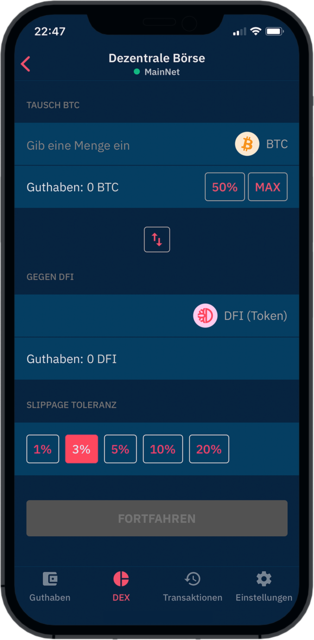 22:47
Dezentrale Börse
MainNet
TAUSCH BTC
Gib eine Menge ein
BTC
Guthaben: 0 BTC
50%
MAX
GEGEN DFI
DFI (Token)
Guthaben: 0 DFI
SLIPPAGE TOLERANZ
1%
3%
5%
10%
20%
FORTFAHREN
Guthaben
DEX
Transaktionen
Einstellungen